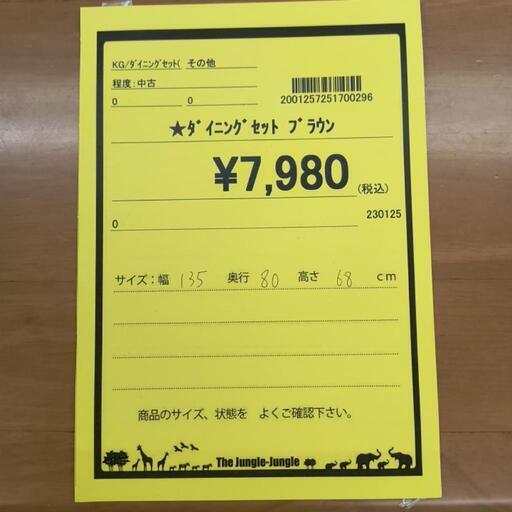 KG/ﾀﾞｲﾆﾝｸﾞｾｯﾄ( その他
程度:中古
0 0
2001257251700296
★ﾀﾞｲﾆﾝｸﾞｾｯﾄ ﾌﾞﾗｳﾝ
¥7,980(税込)
0 230125
サイズ:幅 135 奥行 80 高さ 68 cm
商品のサイズ、状態を よくご確認下さい。
The Jungle-Jungle